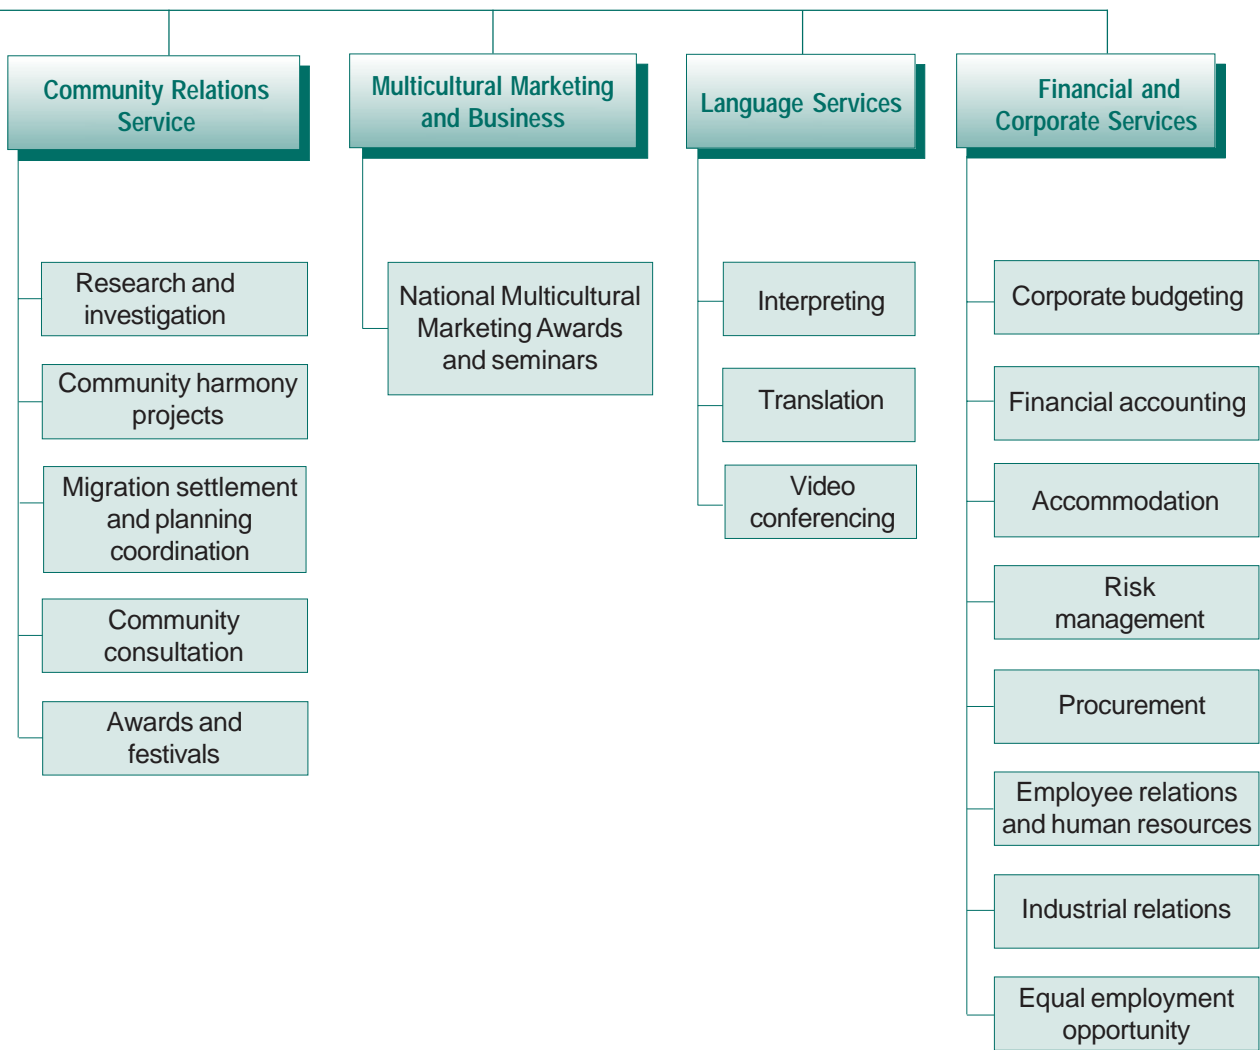 Community Relations
Service
Research and
investigation
Community harmony
projects
Migration settlement
and planning
coordination
Community
consultation
Awards and
festivals
Multicultural Marketing
and Business
National Multicultural
Marketing Awards
and seminars
Language Services
Interpreting
Translation
Video
conferencing
Financial and
Corporate Services
Corporate budgeting
Financial accounting
Accommodation
Risk
management
Procurement
Employee relations
and human resources
Industrial relations
Equal employment
opportunity